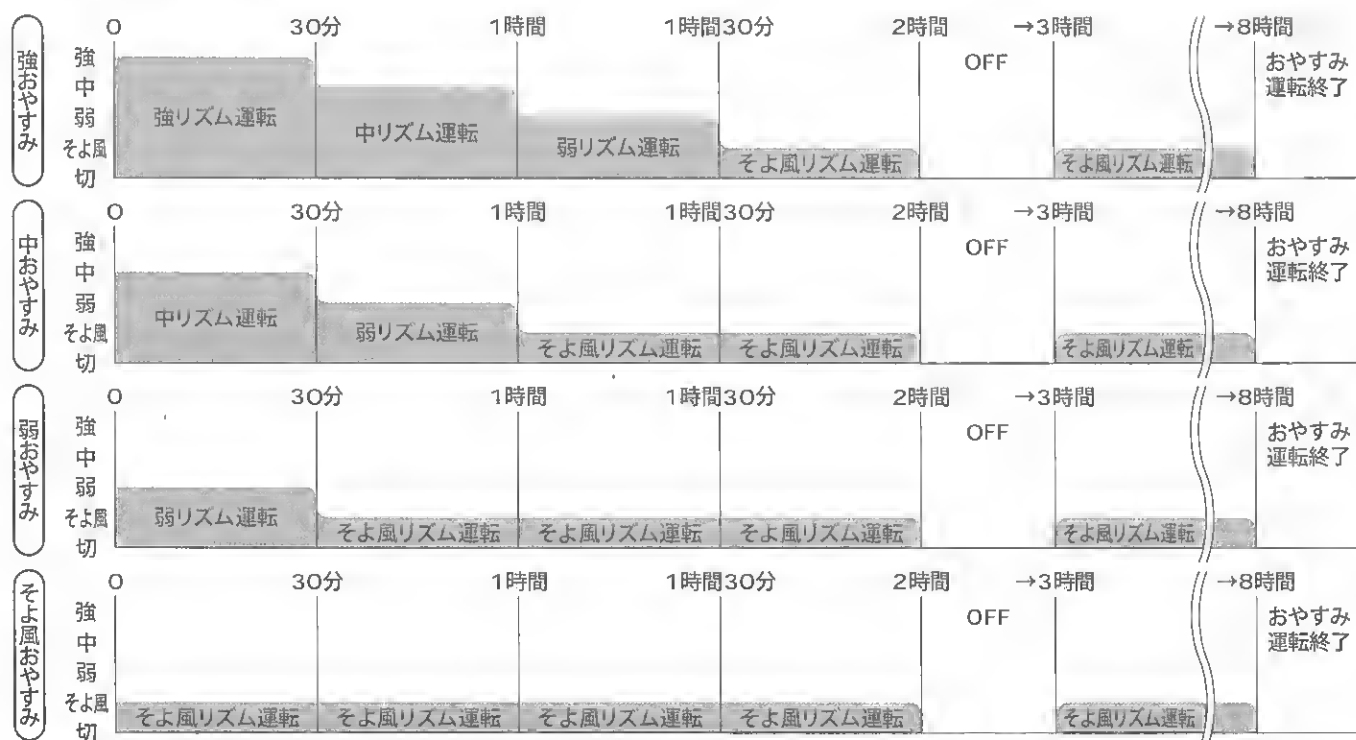 強おやすみ
0 30分 1時間 1時間30分 2時間 →3時間 →8時間
強
中
弱
そよ風
切
強リズム運転
中リズム運転
弱リズム運転
そよ風リズム運転
OFF
そよ風リズム運転
おやすみ
運転終了
中おやすみ
0 30分 1時間 1時間30分 2時間 →3時間 →8時間
強
中
弱
そよ風
切
中リズム運転
弱リズム運転
そよ風リズム運転
そよ風リズム運転
OFF
そよ風リズム運転
おやすみ
運転終了
弱おやすみ
0 30分 1時間 1時間30分 2時間 →3時間 →8時間
強
中
弱
そよ風
切
弱リズム運転
そよ風リズム運転
そよ風リズム運転
そよ風リズム運転
OFF
そよ風リズム運転
おやすみ
運転終了
そよ風おやすみ
0 30分 1時間 1時間30分 2時間 →3時間 →8時間
強
中
弱
そよ風
切
そよ風リズム運転
そよ風リズム運転
そよ風リズム運転
そよ風リズム運転
OFF
そよ風リズム運転
おやすみ
運転終了